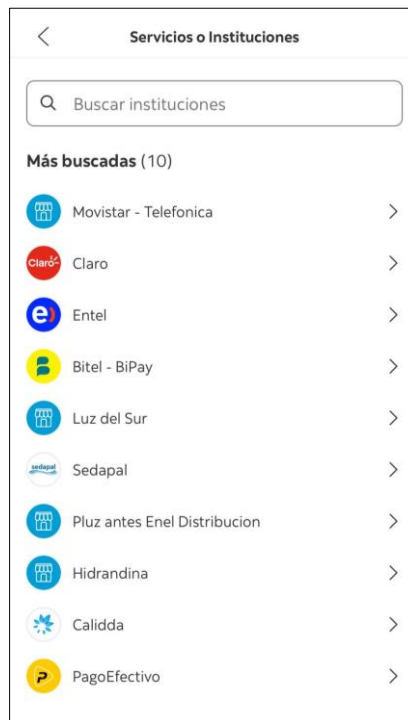 Servicios o Instituciones
Buscar instituciones
Más buscadas (10)
Movistar - Telefonica
Claro Claro
Entel
Bitel - BiPay
Luz del Sur
sedapal Sedapal
Pluz antes Enel Distribucion
Hidrandina
Calidda
PagoEfectivo